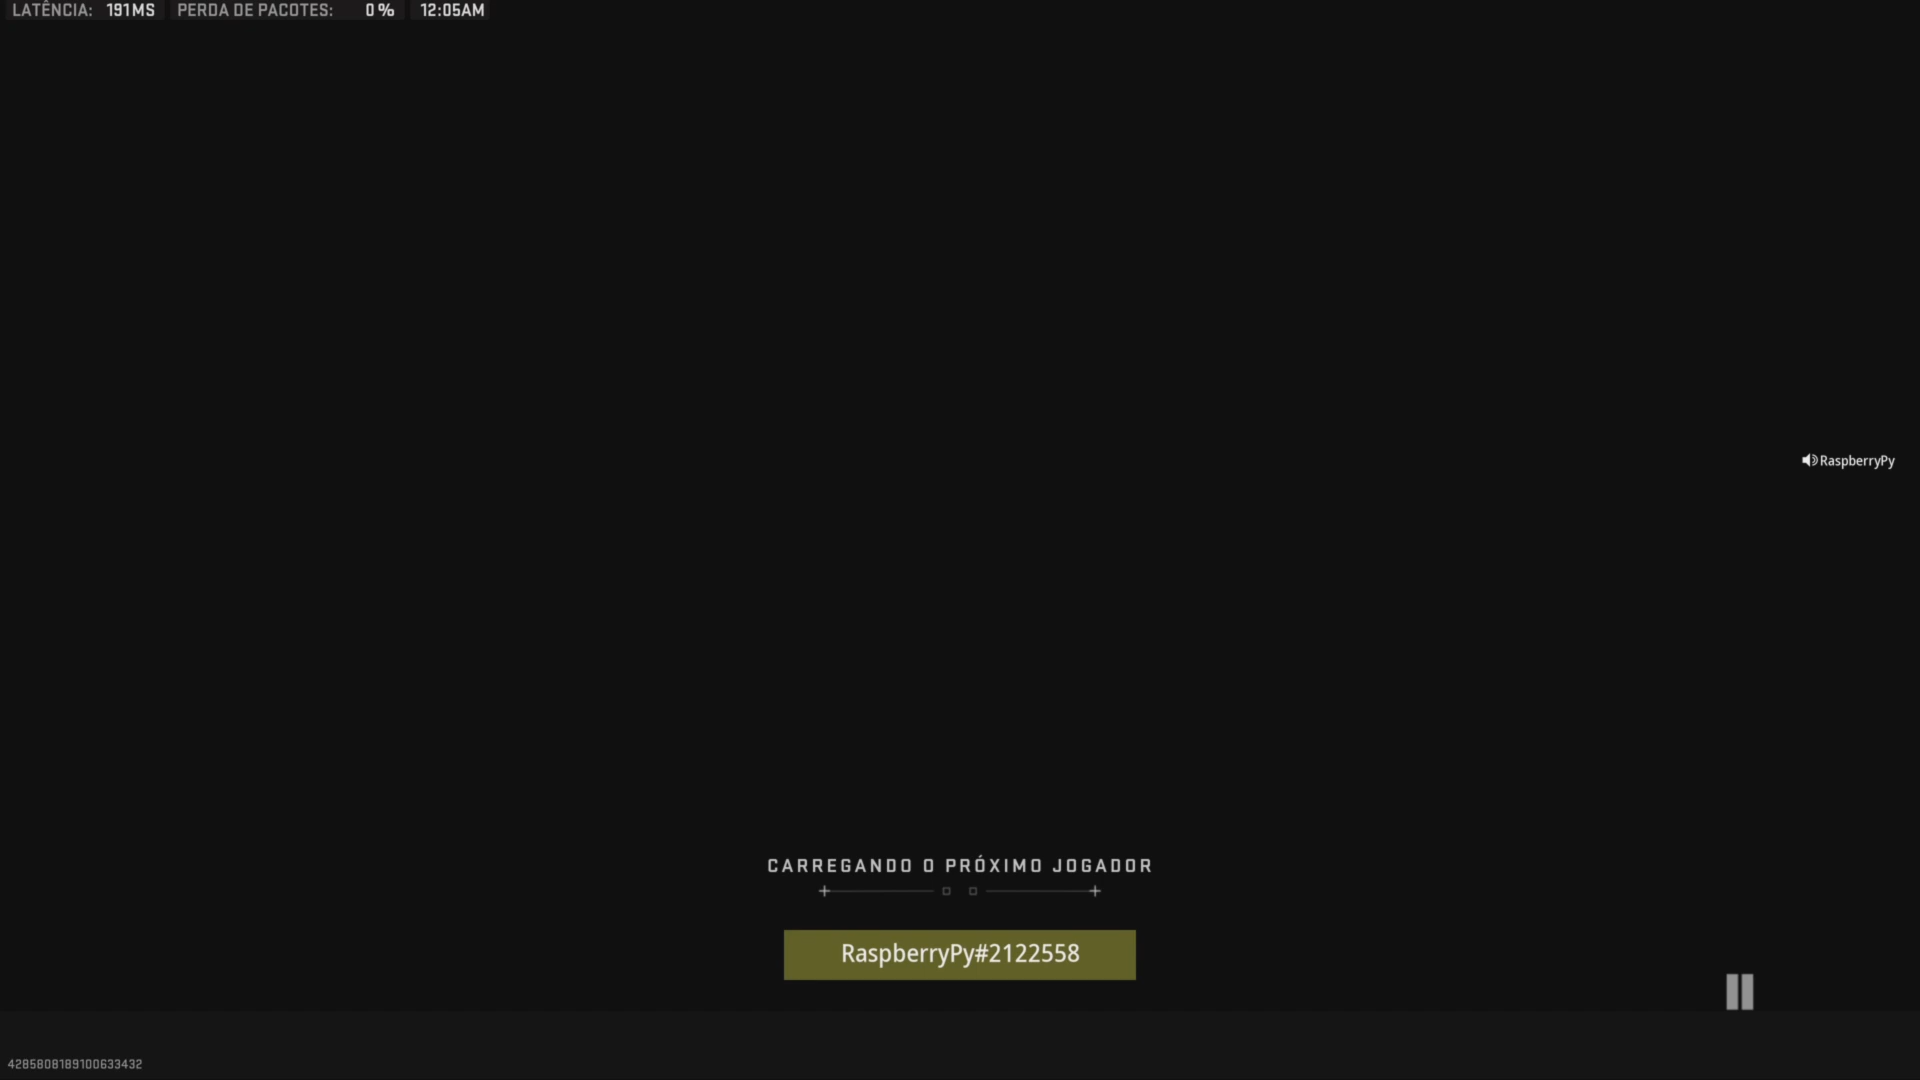 LATÊNCIA: 191MS PERDA DE PACOTES: 0% 12:05AM
RaspberryPy
CARREGANDO O PRÓXIMO JOGADOR
RaspberryPy#2122558
4285808189100633432